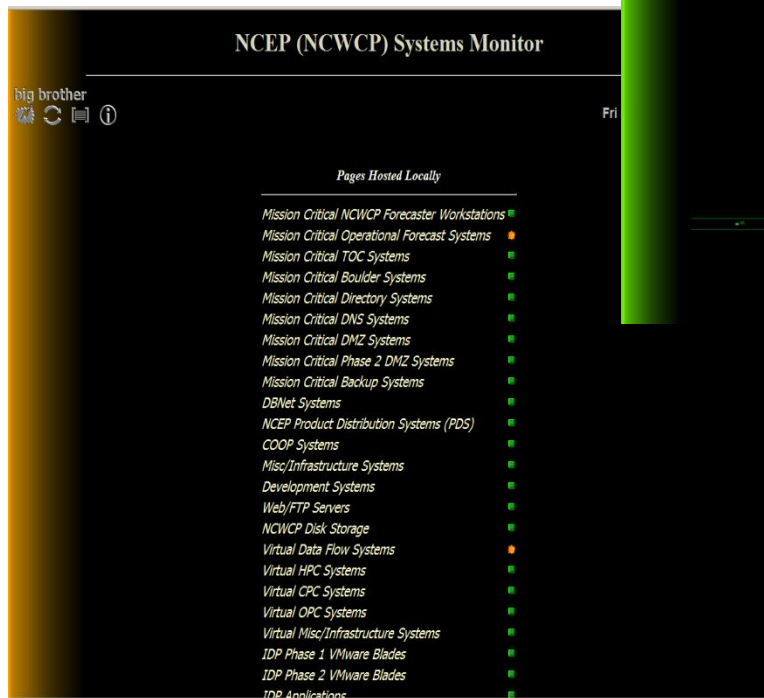 NCEP (NCWCP) Systems Monitor
big brother
Fri
Pages Hosted Locally
Mission Critical NCWCP Forecaster Workstations
Mission Critical Operational Forecast Systems
Mission Critical TOC Systems
Mission Critical Boulder Systems
Mission Critical Directory Systems
Mission Critical DNS Systems
Mission Critical DMZ Systems
Mission Critical Phase 2 DMZ Systems
Mission Critical Backup Systems
DBNet Systems
NCEP Product Distribution Systems (PDS)
COOP Systems
Misc/Infrastructure Systems
Development Systems
Web/FTP Servers
NCWCP Disk Storage
Virtual Data Flow Systems
Virtual HPC Systems
Virtual CPC Systems
Virtual OPC Systems
Virtual Misc/Infrastructure Systems
IDP Phase 1 VMware Blades
IDP Phase 2 VMware Blades
IDP Applications